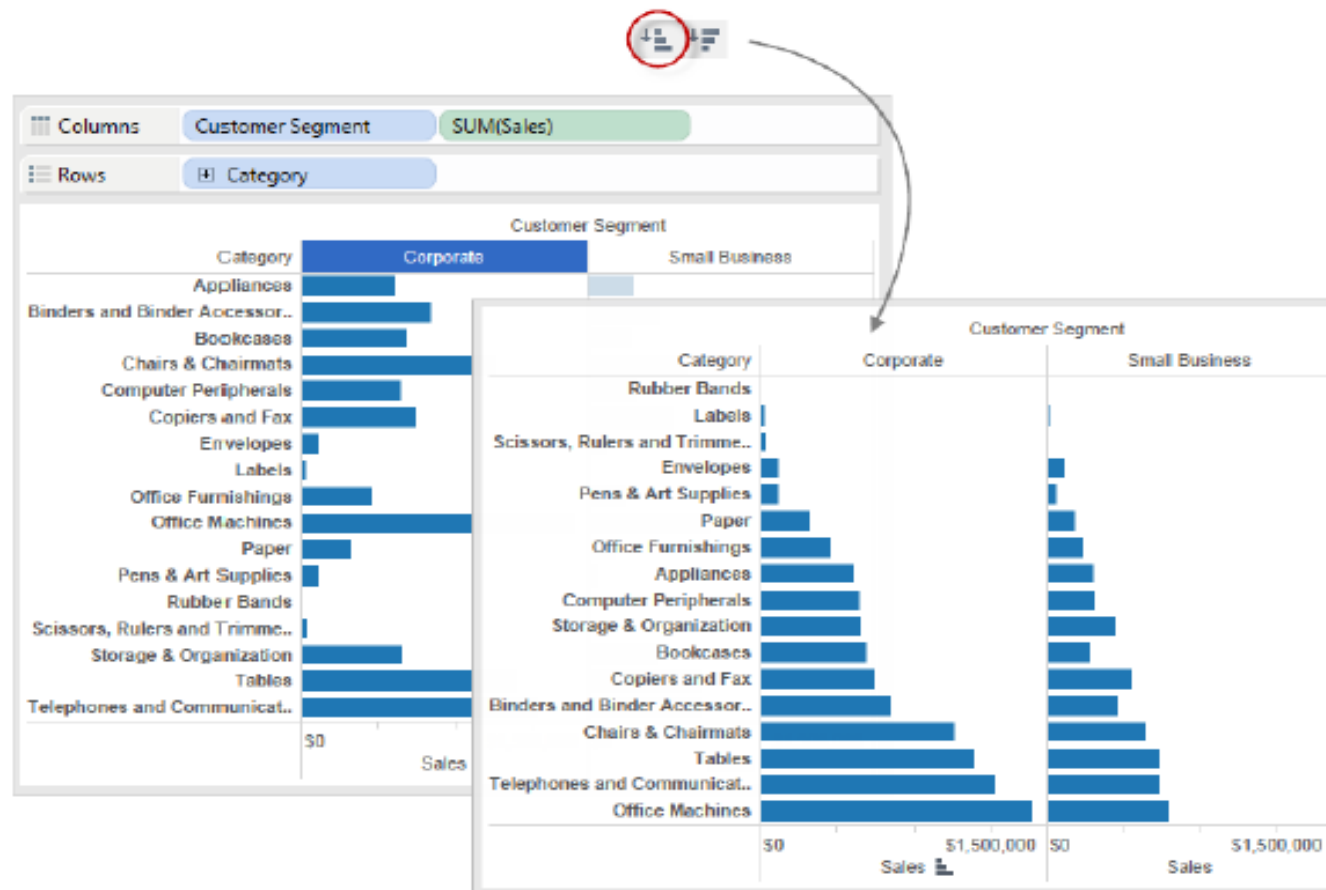 Columns Customer Segment SUM(Sales)
Rows Category
Customer Segment
Category Corporate Small Business
Appliances
Binders and Binder Accessor..
Bookcases
Chairs & Chairmats
Computer Peripherals
Copiers and Fax
Envelopes
Labels
Office Furnishings
Office Machines
Paper
Pens & Art Supplies
Rubber Bands
Scissors, Rulers and Trimme..
Storage & Organization
Tables
Telephones and Communicat..
$0
Sales
Customer Segment
Category Corporate Small Business
Rubber Bands
Labels
Scissors, Rulers and Trimme..
Envelopes
Pens & Art Supplies
Paper
Office Furnishings
Appliances
Computer Peripherals
Storage & Organization
Bookcases
Copiers and Fax
Binders and Binder Accessor..
Chairs & Chairmats
Tables
Telephones and Communicat..
Office Machines
$0 $1,500,000 $0 $1,500,000
Sales Sales